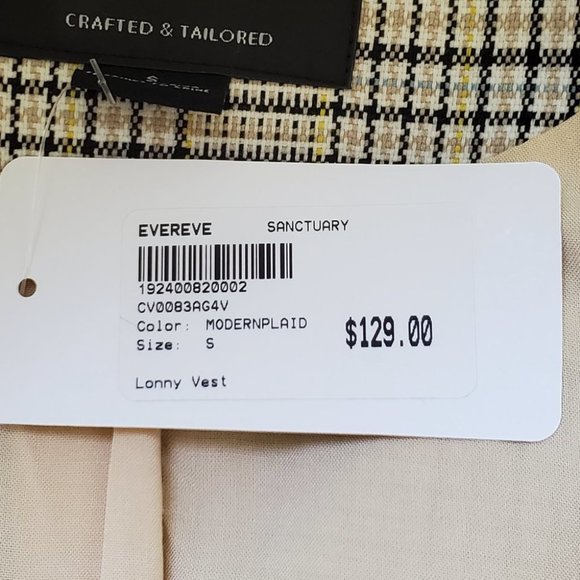 CRAFTED & TAILORED
S
EVEREVE SANCTUARY
192400820002
CV0083AG4V
Color: MODERNPLAID
Size: S
$129.00
Lonny Vest